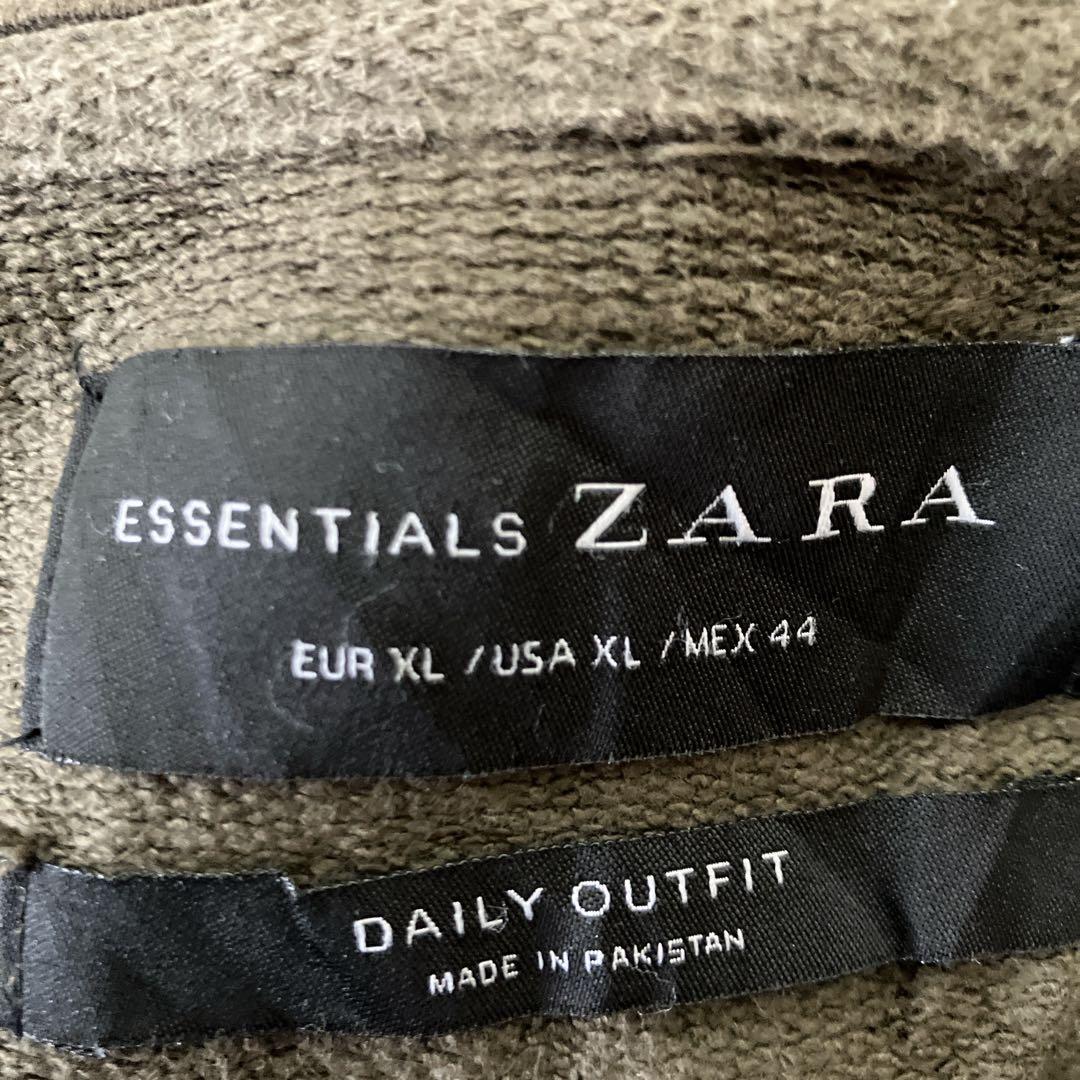 ESSENTIALS ZARA
EUR XL / USA XL / MEX 44
DAILY OUTFIT
MADE IN PAKISTAN